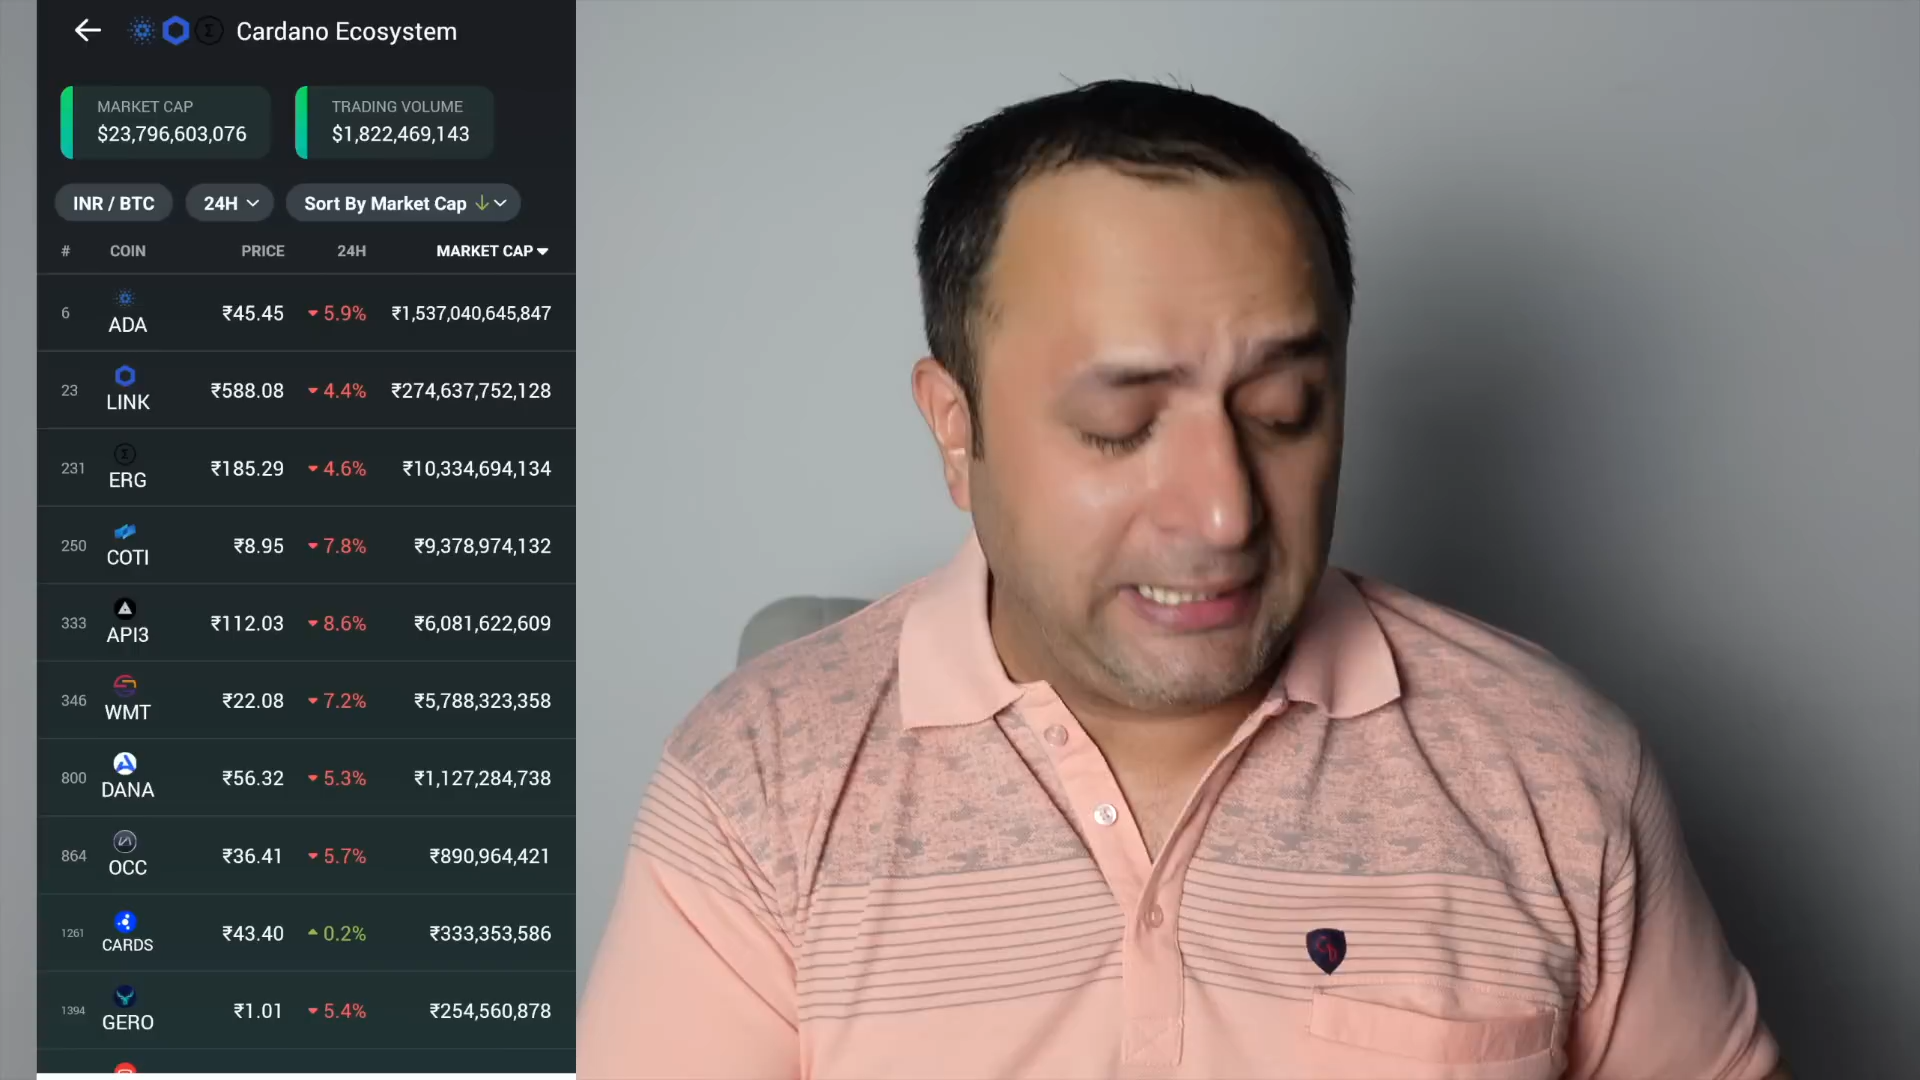 Cardano Ecosystem
MARKET CAP
$23,796,603,076
TRADING VOLUME
$1,822,469,143
INR / BTC
24H
Sort By Market Cap ↓
# COIN PRICE 24H MARKET CAP
6 ADA ₹45.45 5.9% ₹1,537,040,645,847
23 LINK ₹588.08 4.4% ₹274,637,752,128
231 ERG ₹185.29 4.6% ₹10,334,694,134
250 COTI ₹8.95 7.8% ₹9,378,974,132
333 API3 ₹112.03 8.6% ₹6,081,622,609
346 WMT ₹22.08 7.2% ₹5,788,323,358
800 DANA ₹56.32 5.3% ₹1,127,284,738
864 OCC ₹36.41 5.7% ₹890,964,421
1261 CARDS ₹43.40 0.2% ₹333,353,586
1394 GERO ₹1.01 5.4% ₹254,560,878